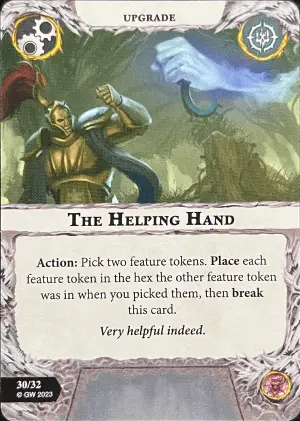 UPGRADE
THE HELPING HAND
Action: Pick two feature tokens. Place each
feature token in the hex the other feature token
was in when you picked them, then break
this card.
Very helpful indeed.
30/32
© GW 2023